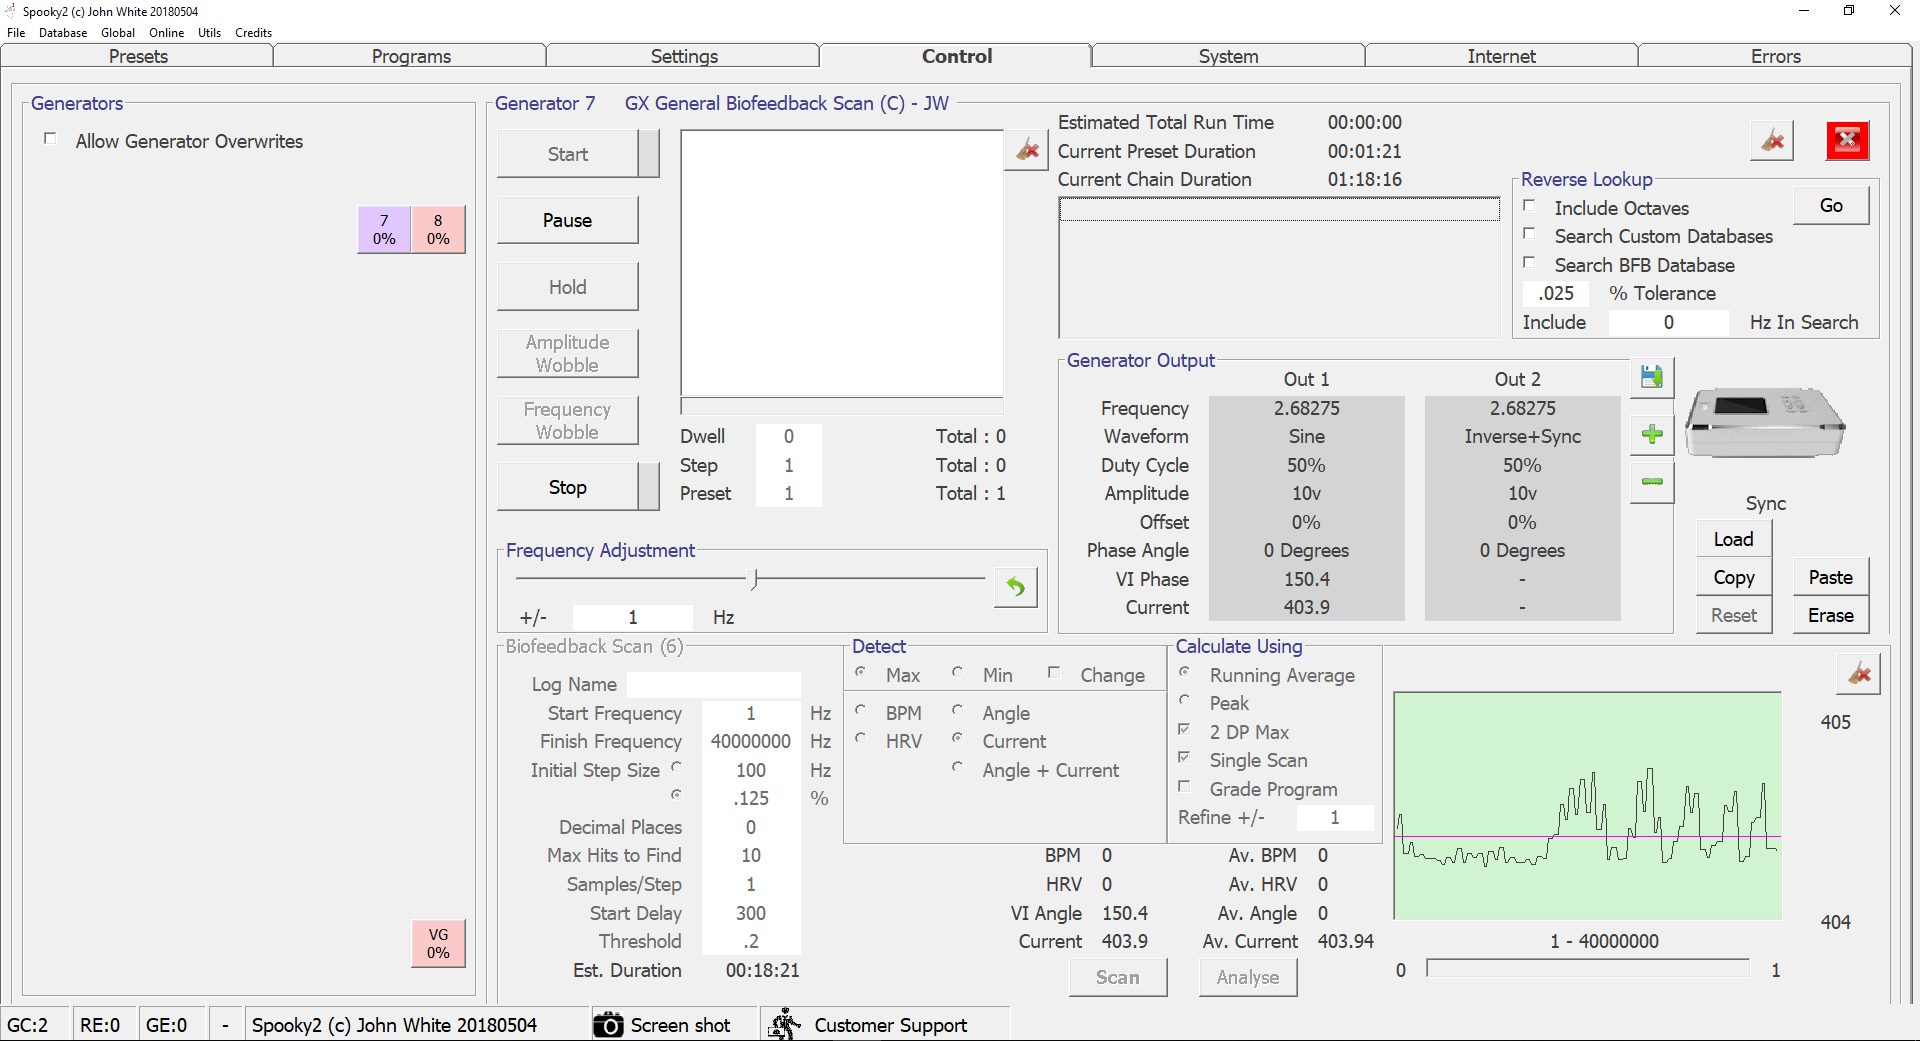 Spooky2 (c) John White 20180504
File Database Global Online Utils Credits
Presets Programs Settings Control System Internet Errors
Generators
Allow Generator Overwrites
7
0%
8
0%
VG
0%
Generator 7 GX General Biofeedback Scan (C) - JW
Start
Pause
Hold
Amplitude
Wobble
Frequency
Wobble
Stop
Dwell 0 Total : 0
Step 1 Total : 0
Preset 1 Total : 1
Estimated Total Run Time 00:00:00
Current Preset Duration 00:01:21
Current Chain Duration 01:18:16
Reverse Lookup
Include Octaves
Go
Search Custom Databases
Search BFB Database
.025 % Tolerance
Include 0 Hz In Search
Generator Output
Out 1 Out 2
Frequency 2.68275 2.68275
Waveform Sine Inverse+Sync
Duty Cycle 50% 50%
Amplitude 10v 10v
Offset 0% 0%
Phase Angle 0 Degrees 0 Degrees
VI Phase 150.4 -
Current 403.9 -
Sync
Load
Copy Paste
Reset Erase
Frequency Adjustment
+/- 1 Hz
Biofeedback Scan (6)
Log Name
Start Frequency 1 Hz
Finish Frequency 40000000 Hz
Initial Step Size 100 Hz
.125 %
Decimal Places 0
Max Hits to Find 10
Samples/Step 1
Start Delay 300
Threshold .2
Est. Duration 00:18:21
Detect
Max Min Change
BPM Angle
HRV Current
Angle + Current
Calculate Using
Running Average
Peak
2 DP Max
Single Scan
Grade Program
Refine +/- 1
BPM 0 Av. BPM 0
HRV 0 Av. HRV 0
VI Angle 150.4 Av. Angle 0
Current 403.9 Av. Current 403.94
Scan Analyse
405
404
1 - 40000000
0 1
GC:2 RE:0 GE:0 - Spooky2 (c) John White 20180504 Screen shot Customer Support